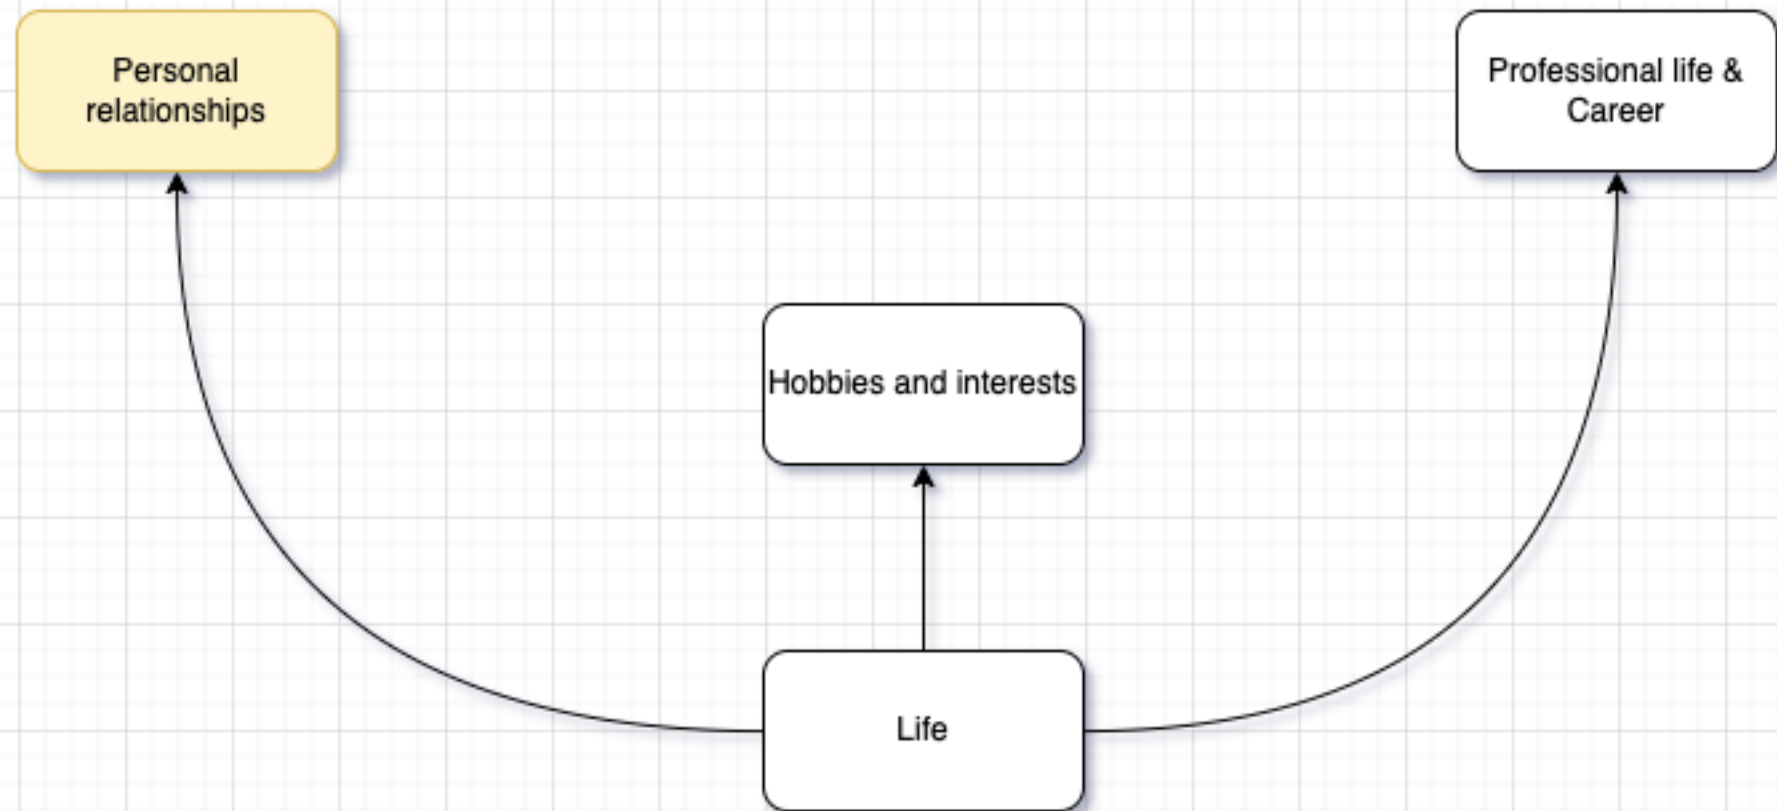 Personal
relationships
Professional life &
Career
Hobbies and interests
Life